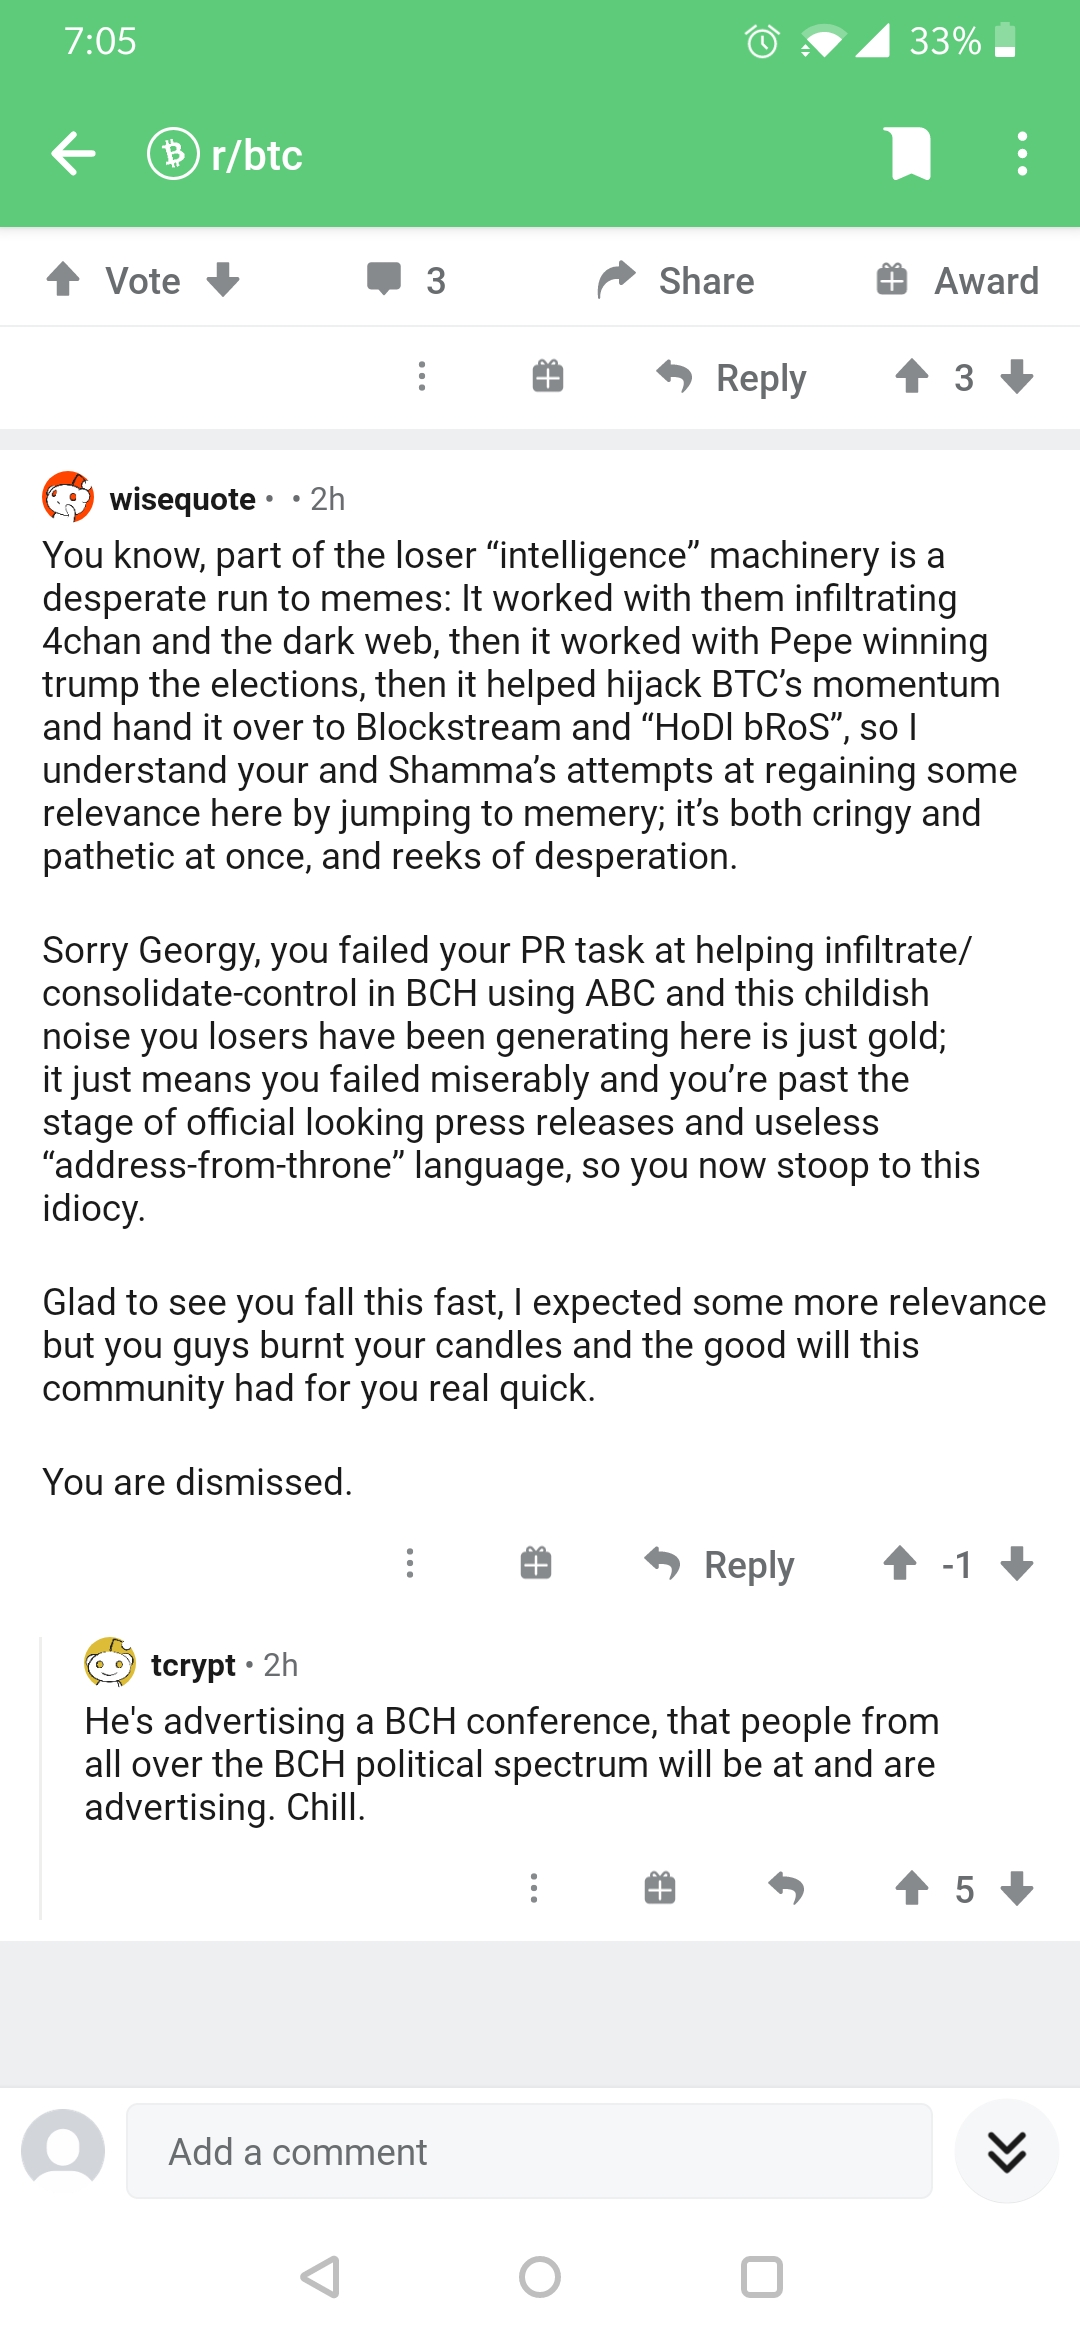 7:05
33%
r/btc
Vote
3
Share
Award
Reply
3
wisequote • • 2h
You know, part of the loser “intelligence” machinery is a
desperate run to memes: It worked with them infiltrating
4chan and the dark web, then it worked with Pepe winning
trump the elections, then it helped hijack BTC’s momentum
and hand it over to Blockstream and “HoDl bRoS”, so I
understand your and Shamma’s attempts at regaining some
relevance here by jumping to memery; it’s both cringy and
pathetic at once, and reeks of desperation.
Sorry Georgy, you failed your PR task at helping infiltrate/
consolidate-control in BCH using ABC and this childish
noise you losers have been generating here is just gold;
it just means you failed miserably and you’re past the
stage of official looking press releases and useless
“address-from-throne” language, so you now stoop to this
idiocy.
Glad to see you fall this fast, I expected some more relevance
but you guys burnt your candles and the good will this
community had for you real quick.
You are dismissed.
Reply
-1
tcrypt • 2h
He's advertising a BCH conference, that people from
all over the BCH political spectrum will be at and are
advertising. Chill.
5
Add a comment